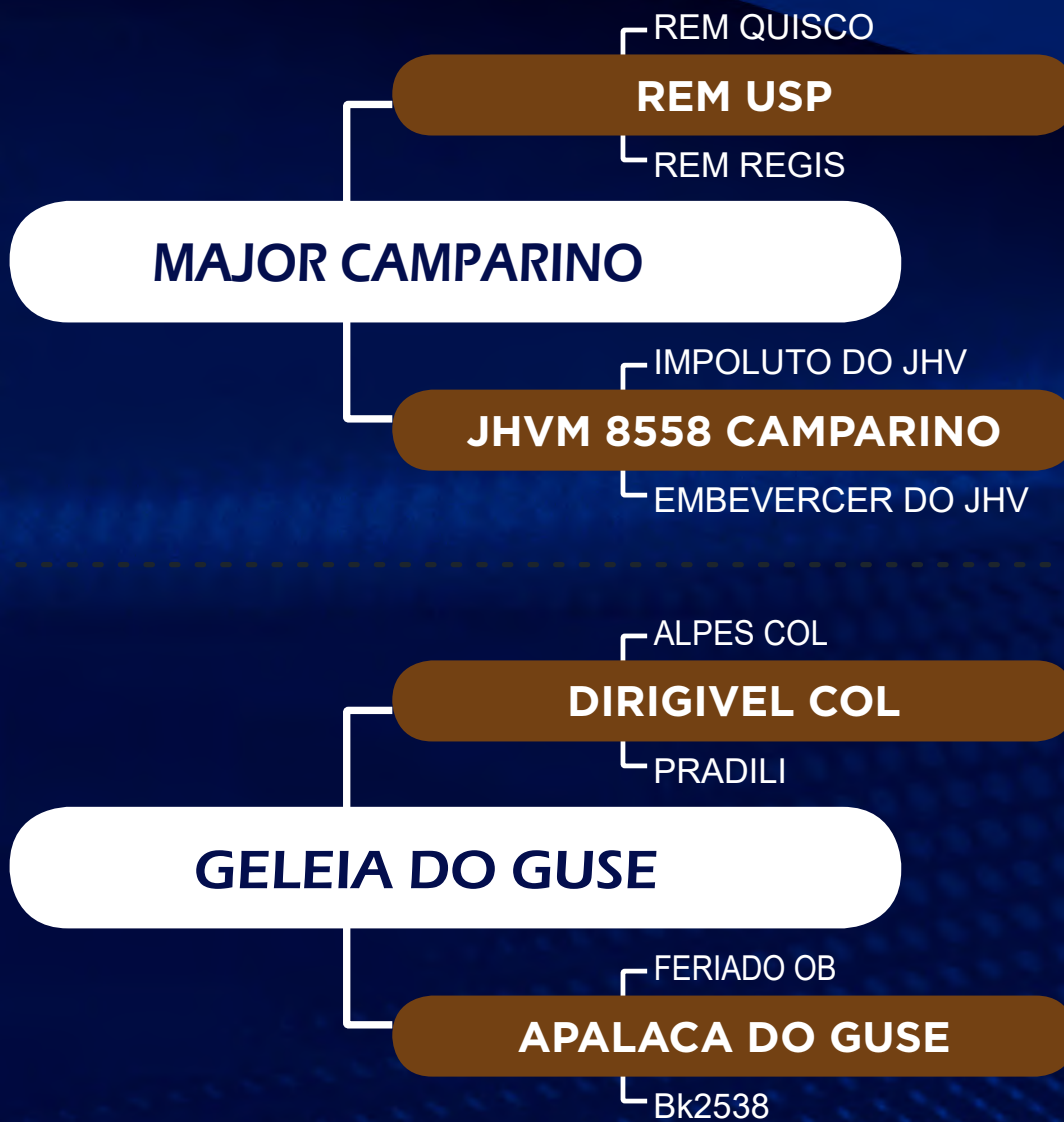 REM QUISCO
REM USP
REM REGIS
MAJOR CAMPARINO
IMPOLUTO DO JHV
JHVM 8558 CAMPARINO
EMBEVERCER DO JHV
ALPES COL
DIRIGIVEL COL
PRADILI
GELEIA DO GUSE
FERIADO OB
APALACA DO GUSE
Bk2538